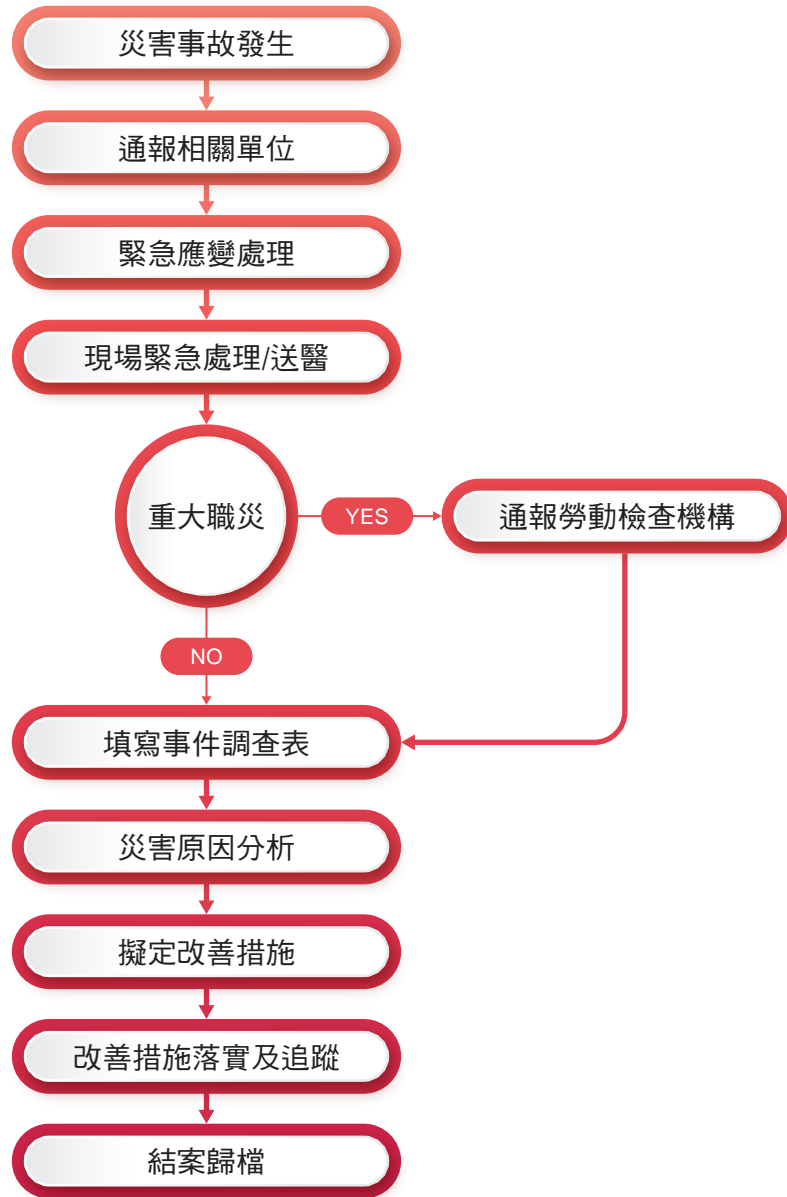 災害事故發生
通報相關單位
緊急應變處理
現場緊急處理/送醫
重大職災
YES
通報勞動檢查機構
NO
填寫事件調查表
災害原因分析
擬定改善措施
改善措施落實及追蹤
結案歸檔